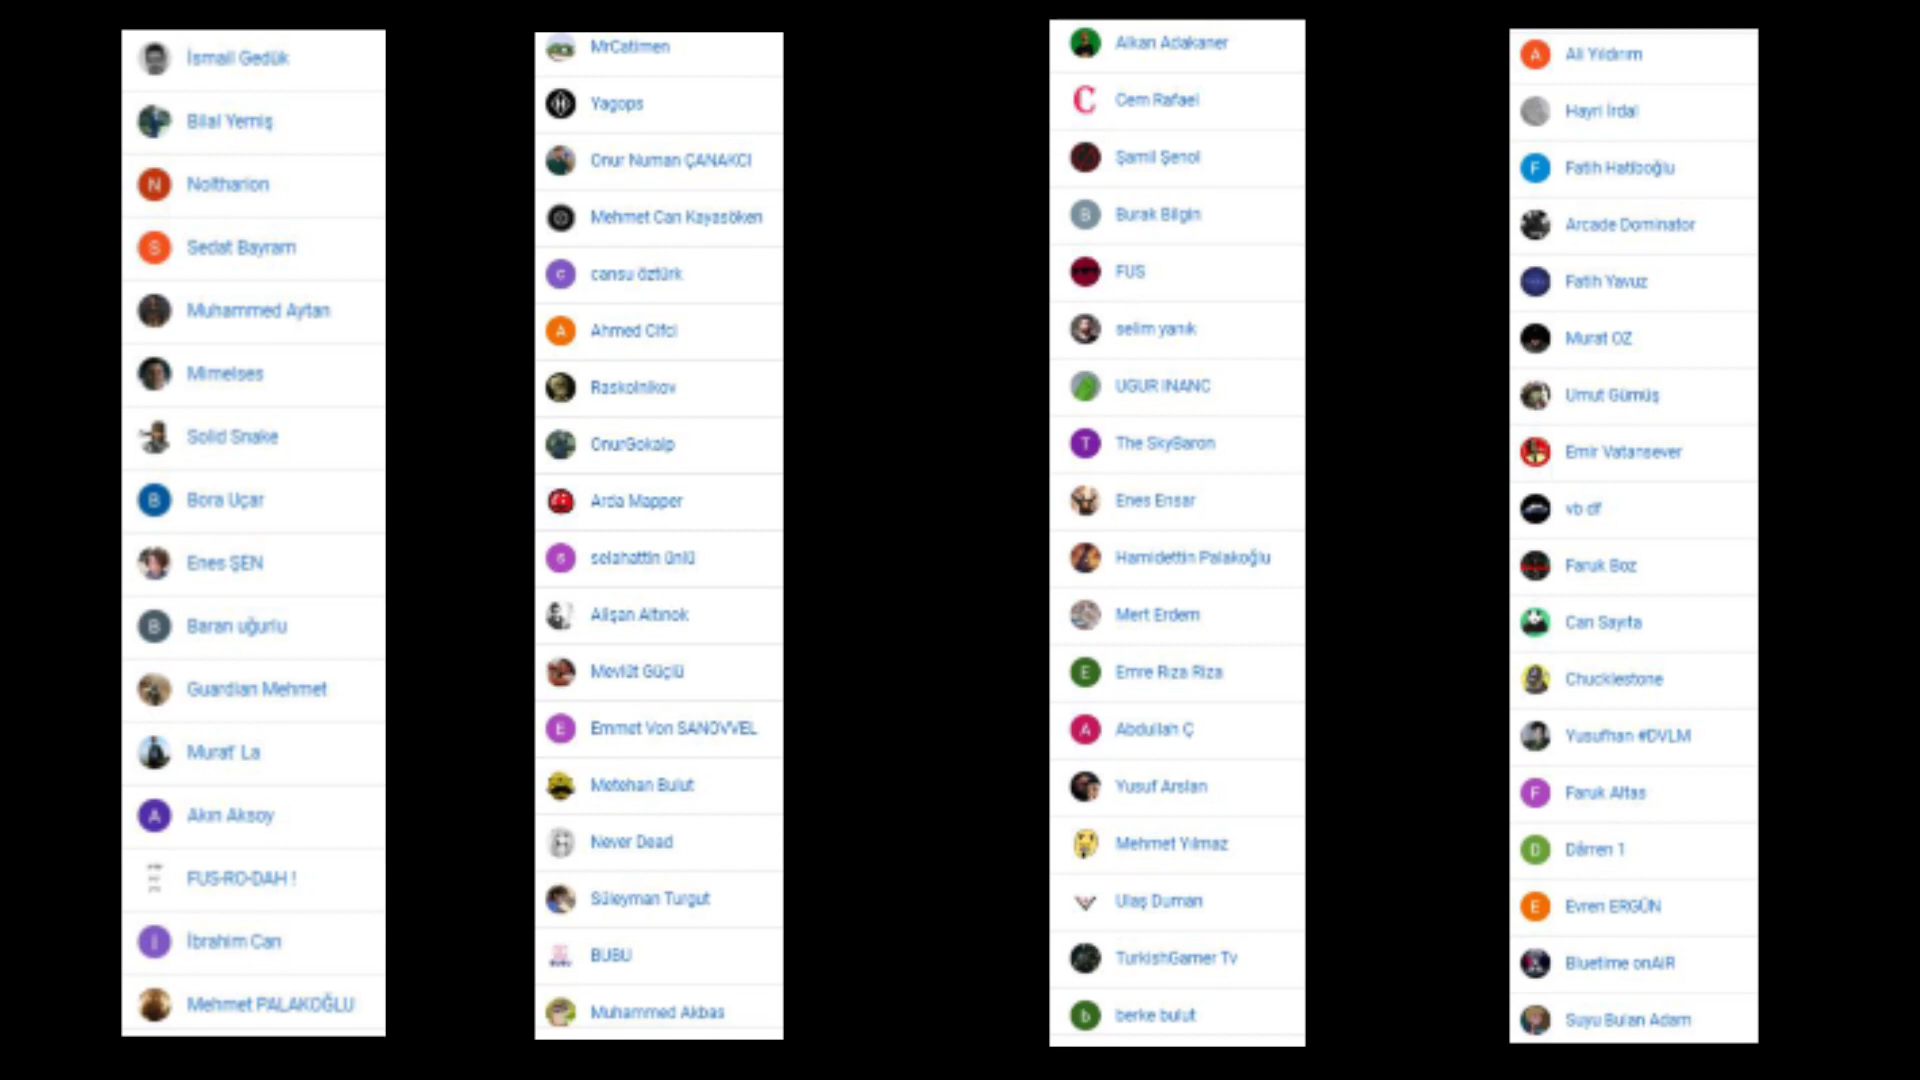 İsmail Gedük
Bilal Yemiş
Noltharion
Sedat Bayram
Muhammed Aytan
Mimelses
Solid Snake
Bora Uçar
Enes ŞEN
Baran uğurlu
Guardian Mehmet
Murat' La
Akın Aksoy
FUS-RO-DAH !
İbrahim Can
Mehmet PALAKOĞLU
MrCatimen
Yagops
Onur Numan ÇANAKCI
Mehmet Can Kayasöken
cansu öztürk
Ahmed Cifci
Raskolnikov
OnurGokalp
Arda Mapper
selahattin ünlü
Alişan Altınok
Mevlüt Güçlü
Emmet Von SANOVVEL
Metehan Bulut
Never Dead
Süleyman Turgut
BUBU
Muhammed Akbas
Alkan Adakaner
Cem Rafael
Şamil Şenol
Burak Bilgin
FUS
selim yanık
UGUR INANC
The SkyBaron
Enes Ensar
Hamidettin Palakoğlu
Mert Erdem
Emre Rıza Riza
Abdullah Ç
Yusuf Arslan
Mehmet Yılmaz
Ulaş Duman
TurkishGamer Tv
berke bulut
Ali Yıldırım
Hayri İrdal
Fatih Hatiboğlu
Arcade Dominator
Fatih Yavuz
Murat OZ
Umut Gümüş
Emir Vatansever
vb df
Faruk Boz
Can Sayita
Chucklestone
Yusufhan #DVLM
Faruk Altas
Dârren 1
Evren ERGÜN
Bluetime onAiR
Suyu Bulan Adam